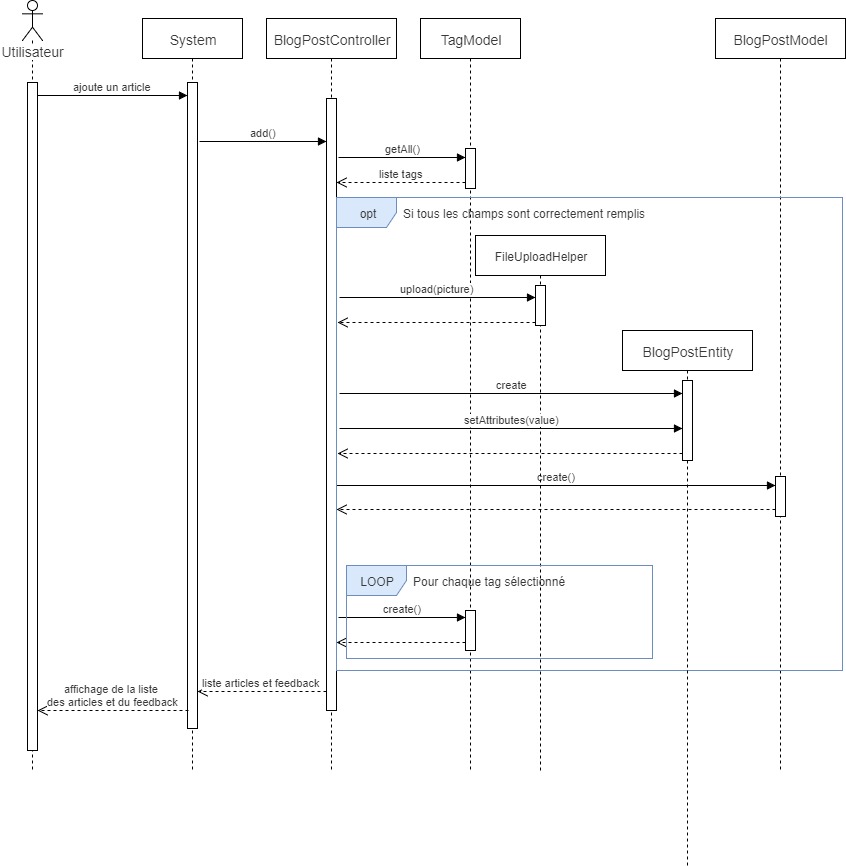 Utilisateur
System
BlogPostController
TagModel
BlogPostModel
ajoute un article
add()
getAll()
liste tags
opt
Si tous les champs sont correctement remplis
FileUploadHelper
upload(picture)
BlogPostEntity
create
setAttributes(value)
create()
LOOP
Pour chaque tag sélectionné
create()
liste articles et feedback
affichage de la liste
des articles et du feedback